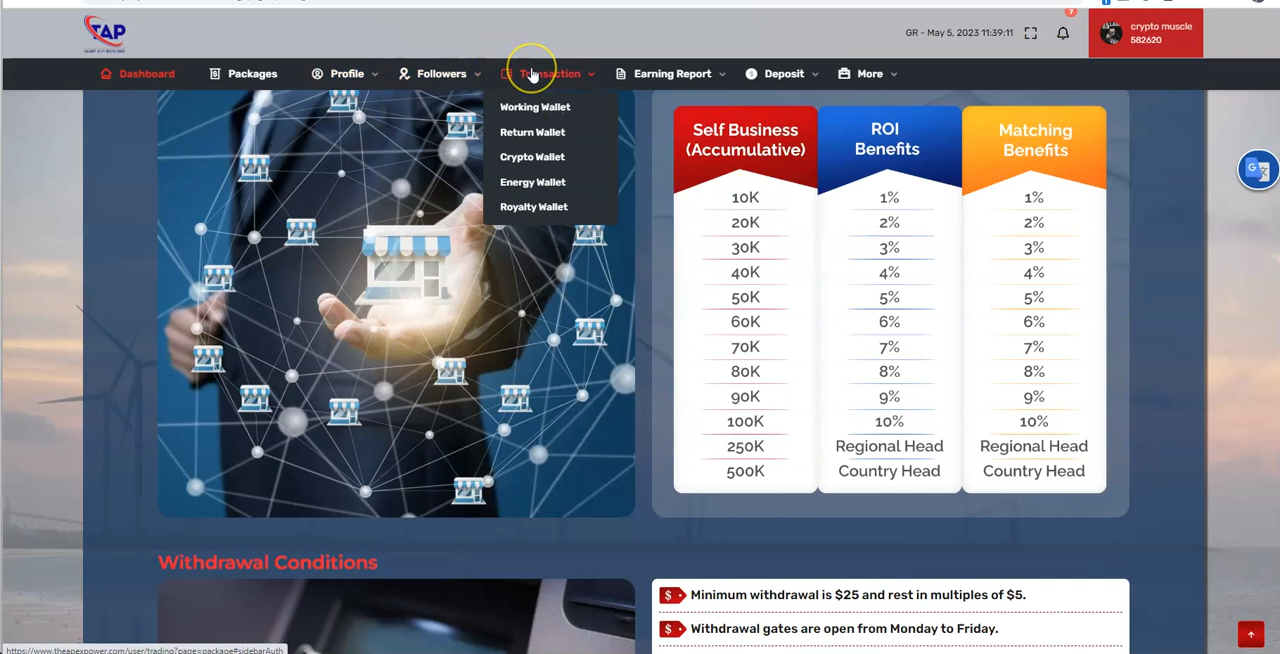 TAP
GR - May 5, 2023 11:39:11
?
crypto muscle
582620
Dashboard
Packages
Profile
Followers
Transaction
Earning Report
Deposit
More
Working Wallet
Return Wallet
Crypto Wallet
Energy Wallet
Royalty Wallet
Self Business
(Accumulative)
ROI
Benefits
Matching
Benefits
10K 1% 1%
20K 2% 2%
30K 3% 3%
40K 4% 4%
50K 5% 5%
60K 6% 6%
70K 7% 7%
80K 8% 8%
90K 9% 9%
100K 10% 10%
250K Regional Head Regional Head
500K Country Head Country Head
Withdrawal Conditions
$ Minimum withdrawal is $25 and rest in multiples of $5.
$ Withdrawal gates are open from Monday to Friday.
https://www.theapexpower.com/user/trading?page=package#sidebarAuth